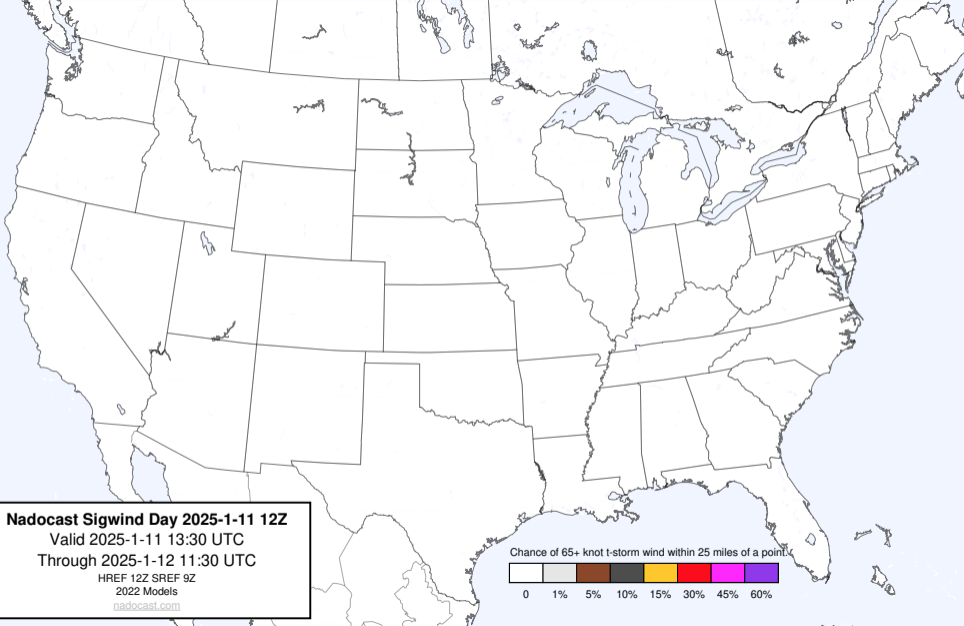 Nadocast Sigwind Day 2025-1-11 12Z
Valid 2025-1-11 13:30 UTC
Through 2025-1-12 11:30 UTC
HREF 12Z SREF 9Z
2022 Models
nadocast.com
Chance of 65+ knot t-storm wind within 25 miles of a point.
0 1% 5% 10% 15% 30% 45% 60%